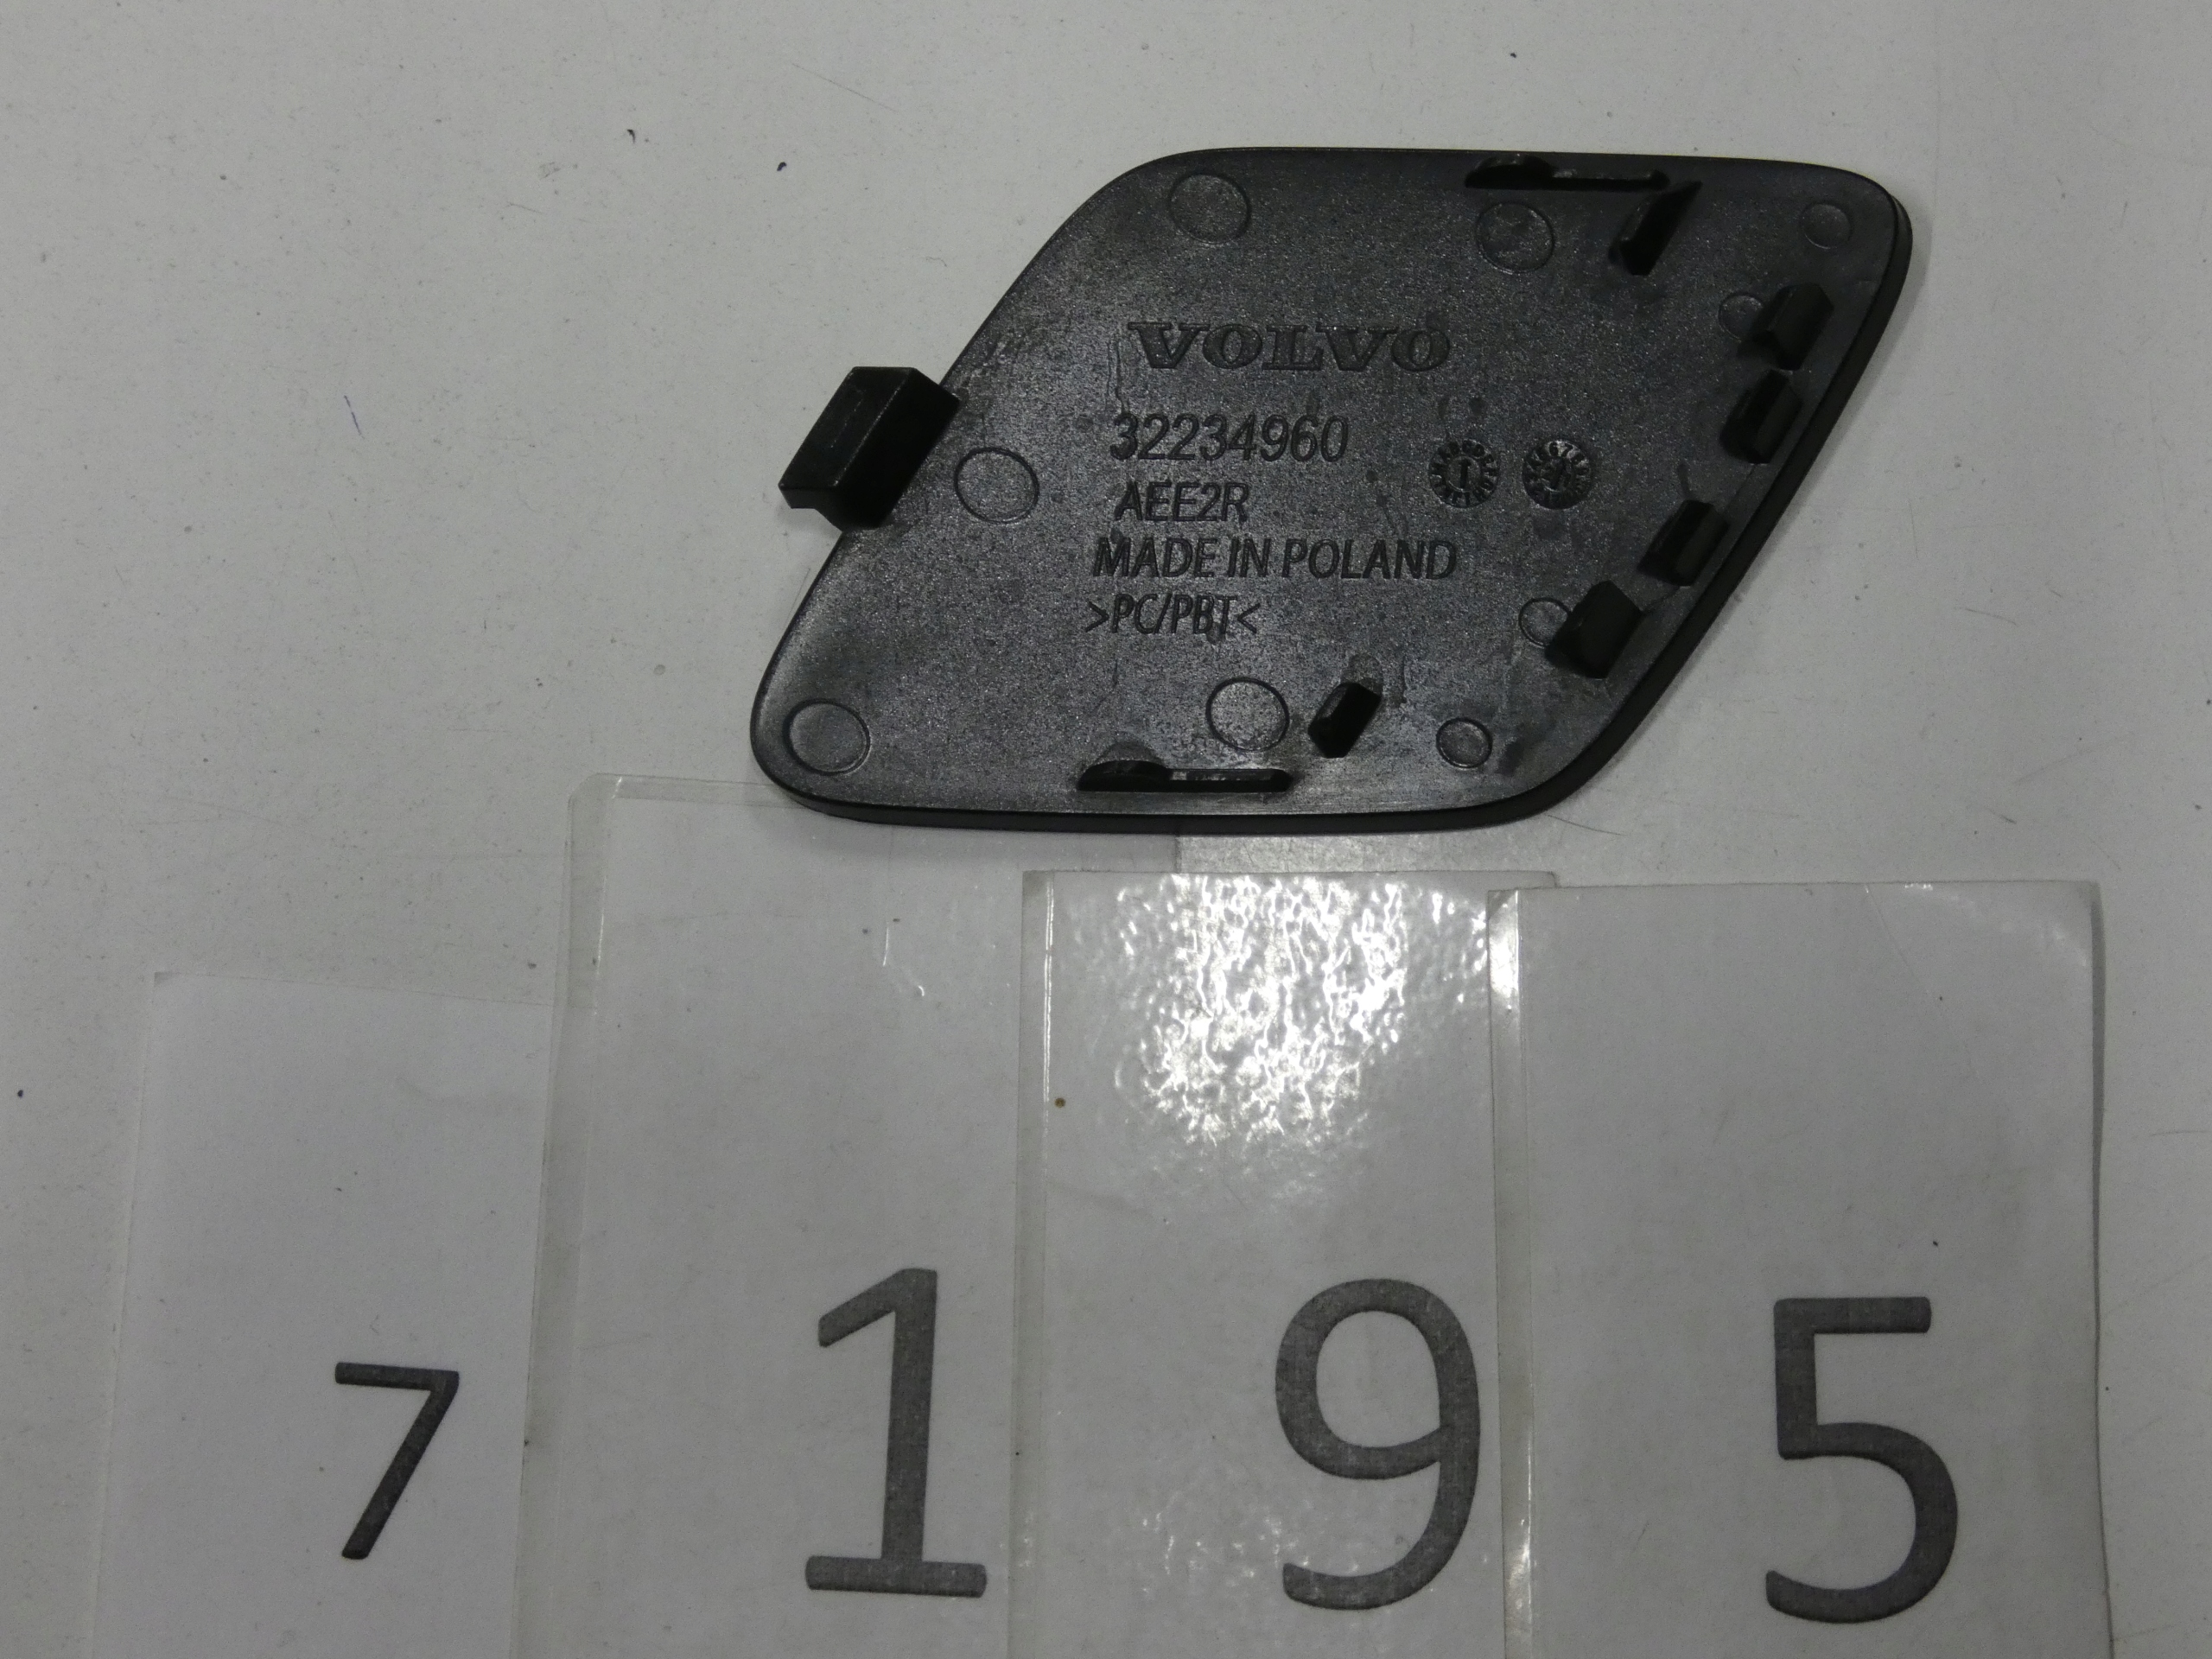 VOLVO
32234960
AEE2R
MADE IN POLAND
>PC/PBT<
7 1 9 5